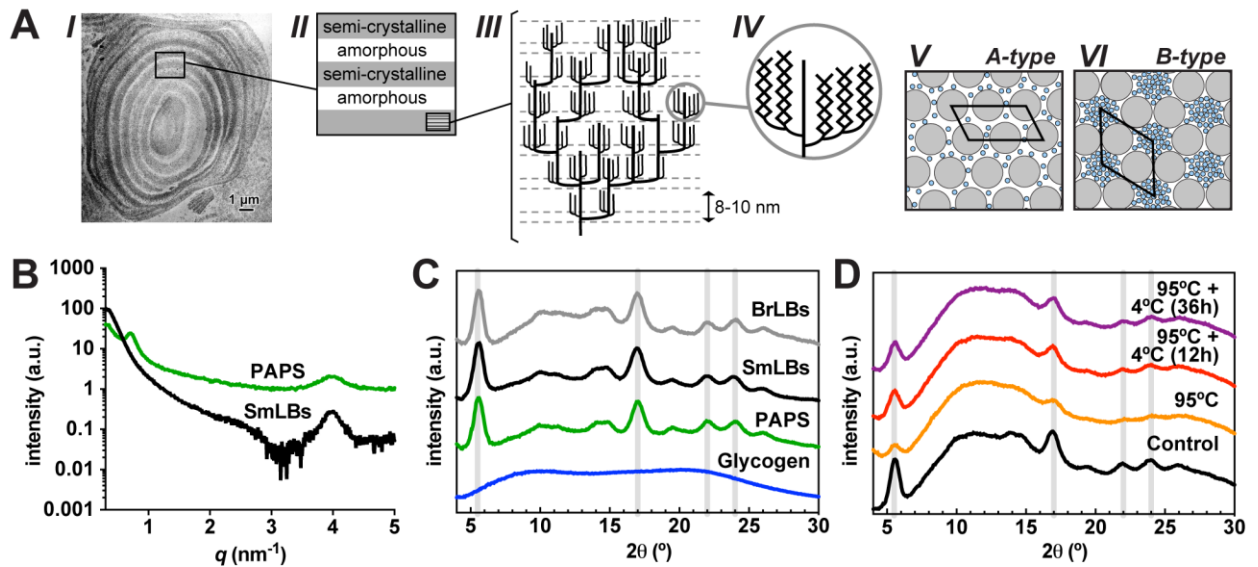 A
I
1 µm
II
semi-crystalline
amorphous
semi-crystalline
amorphous
III
8-10 nm
IV
V A-type
VI B-type
B
intensity (a.u.)
1000
100
10
1
0.1
0.01
0.001
PAPS
SmLBs
1 2 3 4 5
q (nm-1)
C
intensity (a.u.)
BrLBs
SmLBs
PAPS
Glycogen
5 10 15 20 25 30
2θ (º)
D
intensity (a.u.)
95ºC +
4ºC (36h)
95ºC +
4ºC (12h)
95ºC
Control
5 10 15 20 25 30
2θ (º)